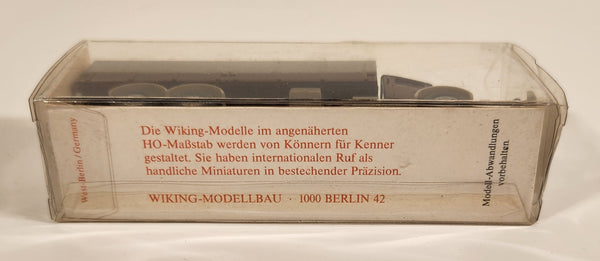 West-Berlin/Germany
Die Wiking-Modelle im angenäherten
HO-Maßstab werden von Könnern für Kenner
gestaltet. Sie haben internationalen Ruf als
handliche Miniaturen in bestechender Präzision.
WIKING-MODELLBAU · 1000 BERLIN 42
Modell-Abwandlungen
vorbehalten